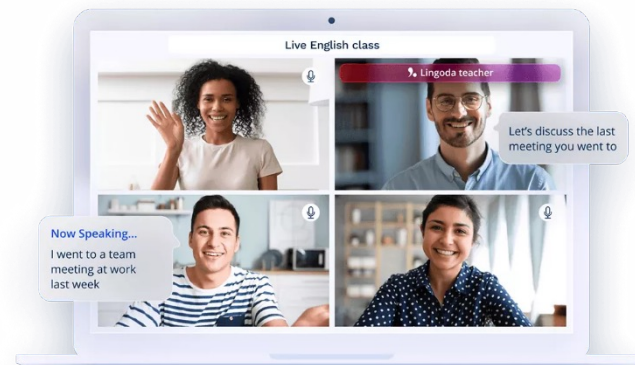 Live English class
Lingoda teacher
Let's discuss the last
meeting you went to
Now Speaking...
I went to a team
meeting at work
last week